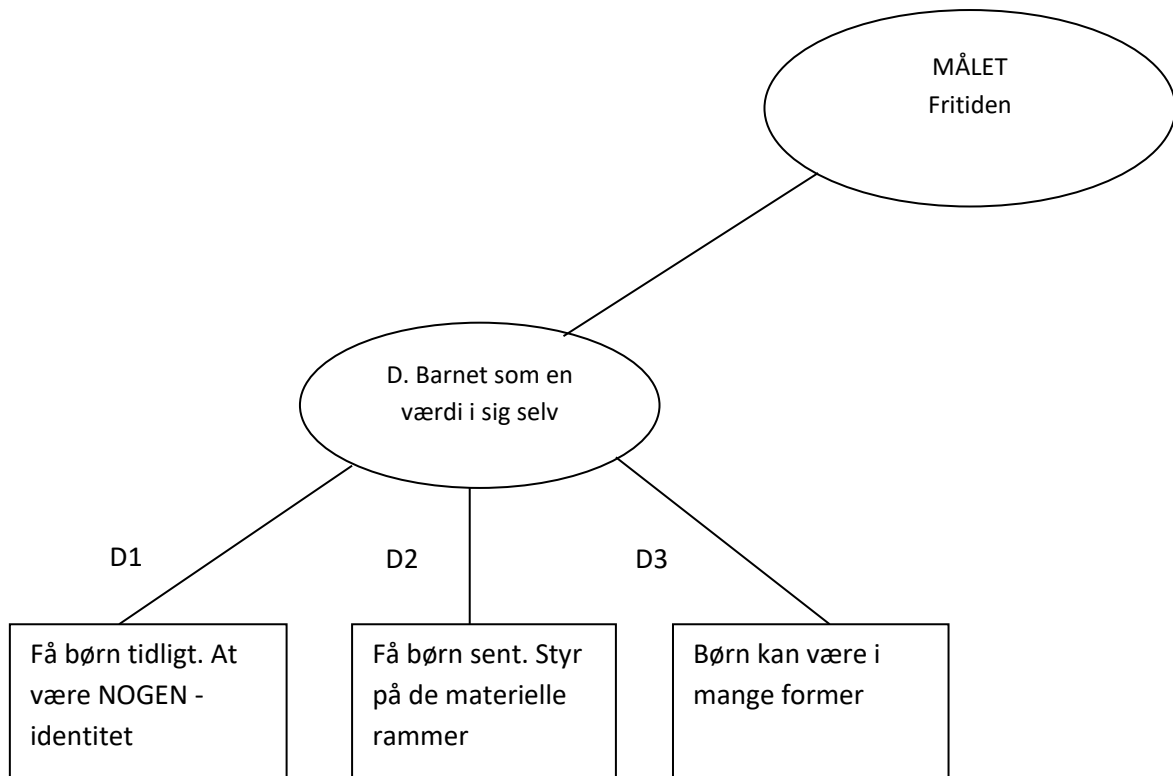 MÅLET
Fritiden
D. Barnet som en
værdi i sig selv
D1
D2
D3
Få børn tidligt. At
være NOGEN -
identitet
Få børn sent. Styr
på de materielle
rammer
Børn kan være i
mange former